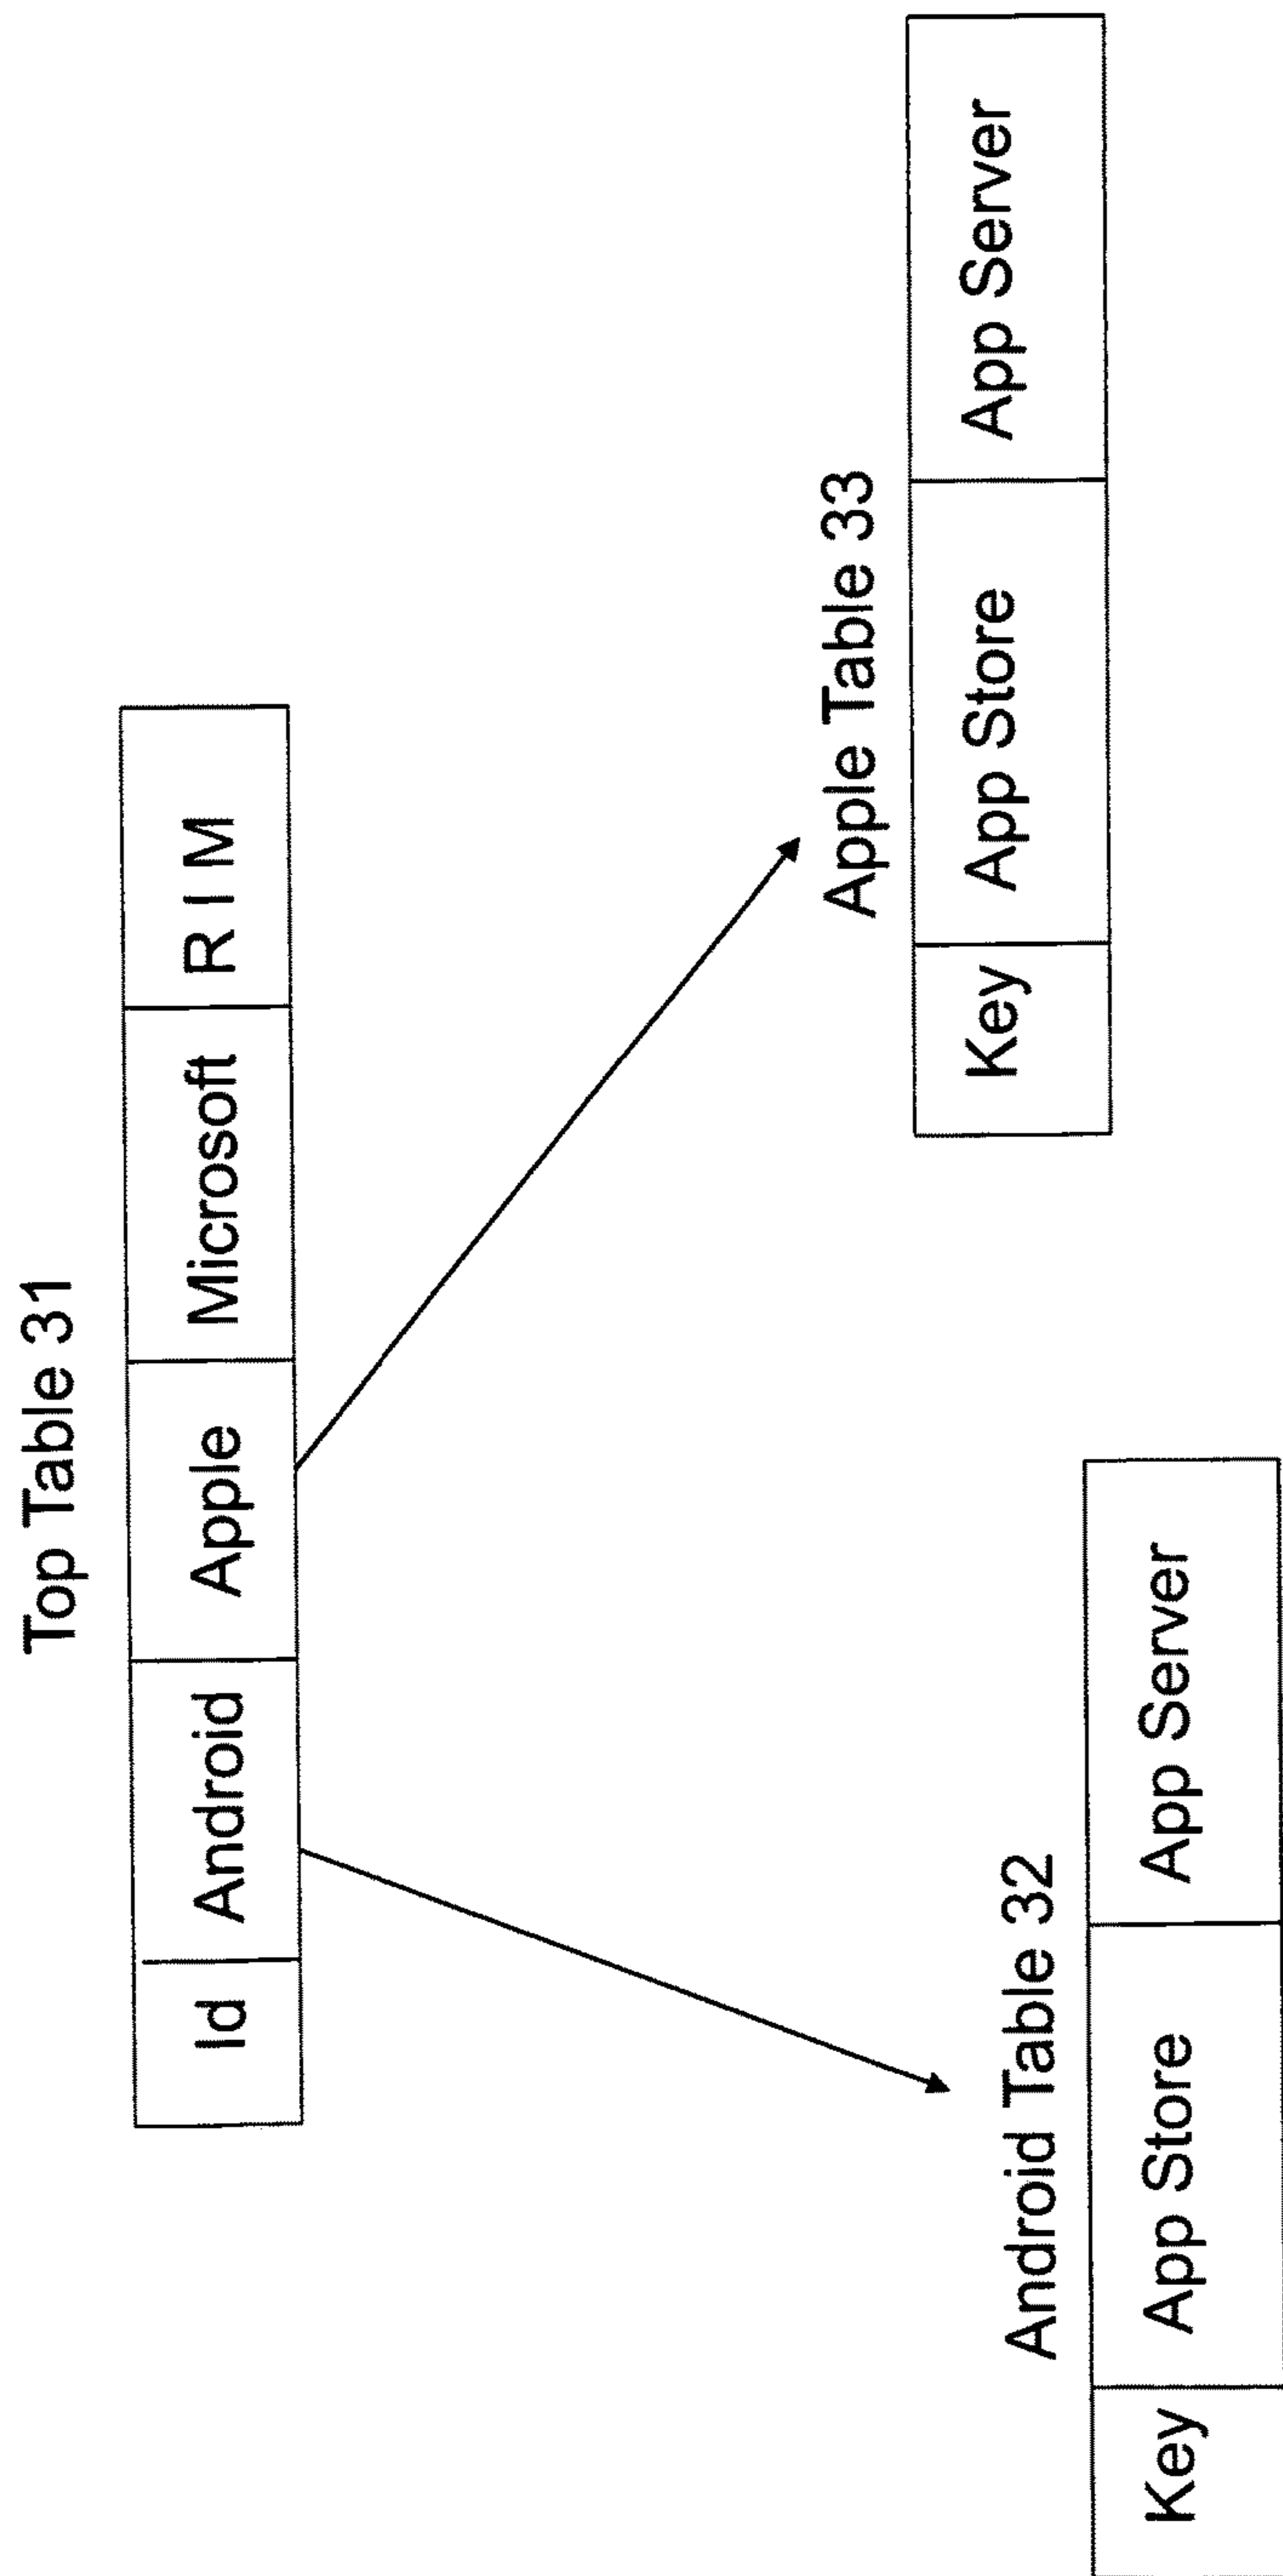 Top Table 31
Id Android Apple Microsoft R I M
Apple Table 33
Key App Store App Server
Android Table 32
Key App Store App Server